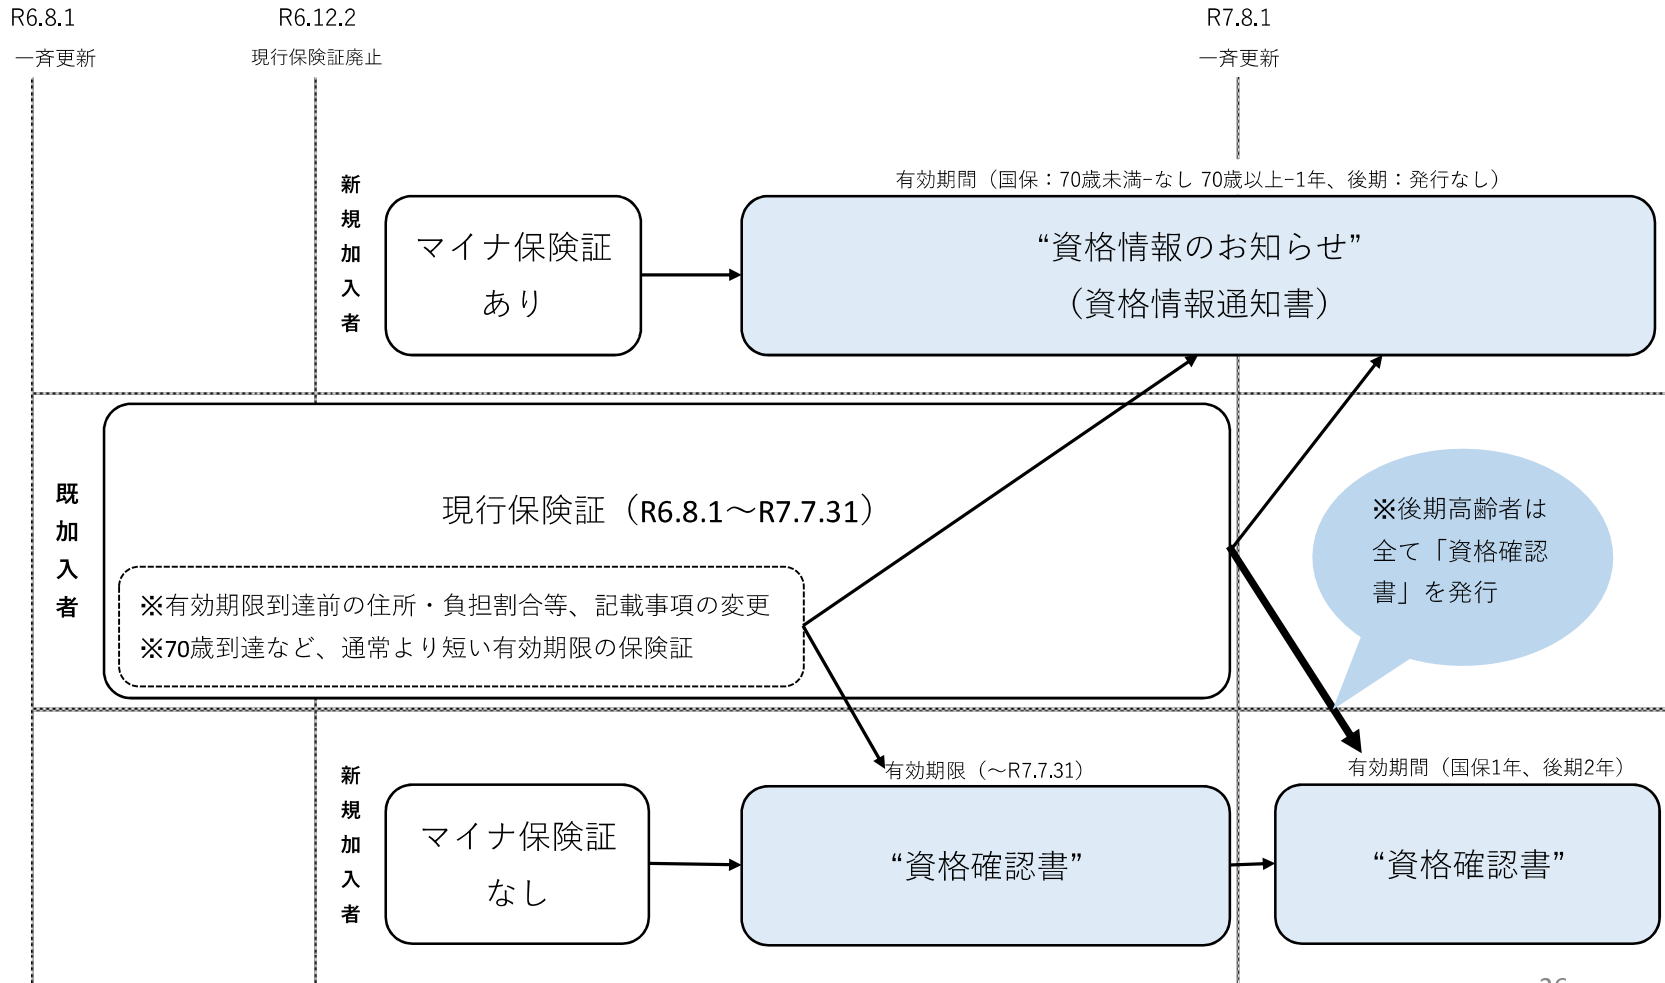 R6.8.1
一斉更新
R6.12.2
現行保険証廃止
R7.8.1
一斉更新
新規加入者
マイナ保険証
あり
有効期間（国保：70歳未満-なし 70歳以上-1年、後期：発行なし）
“資格情報のお知らせ”
（資格情報通知書）
既加入者
現行保険証（R6.8.1～R7.7.31）
※有効期限到達前の住所・負担割合等、記載事項の変更
※70歳到達など、通常より短い有効期限の保険証
※後期高齢者は
全て「資格確認
書」を発行
新規加入者
マイナ保険証
なし
有効期限（～R7.7.31）
“資格確認書”
有効期間（国保1年、後期2年）
“資格確認書”